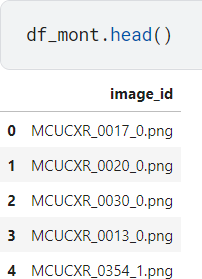 df_mont.head()
image_id
0 MCUCXR_0017_0.png
1 MCUCXR_0020_0.png
2 MCUCXR_0030_0.png
3 MCUCXR_0013_0.png
4 MCUCXR_0354_1.png